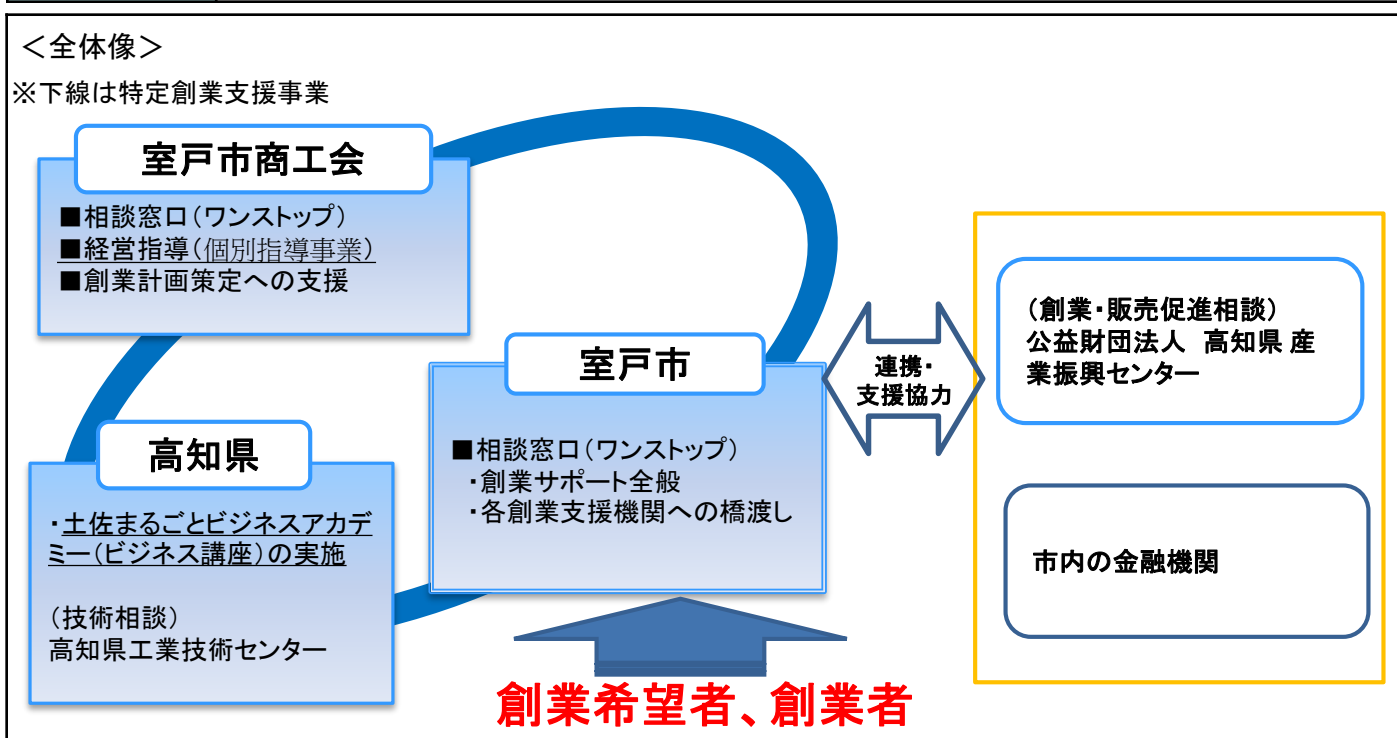 ＜全体像＞
※下線は特定創業支援事業
室戸市商工会
■相談窓口（ワンストップ）
■経営指導（個別指導事業）
■創業計画策定への支援
高知県
・土佐まるごとビジネスアカデ
ミー（ビジネス講座）の実施
（技術相談）
高知県工業技術センター
室戸市
■相談窓口（ワンストップ）
・創業サポート全般
・各創業支援機関への橋渡し
連携・
支援協力
（創業・販売促進相談）
公益財団法人　高知県 産
業振興センター
市内の金融機関
創業希望者、創業者